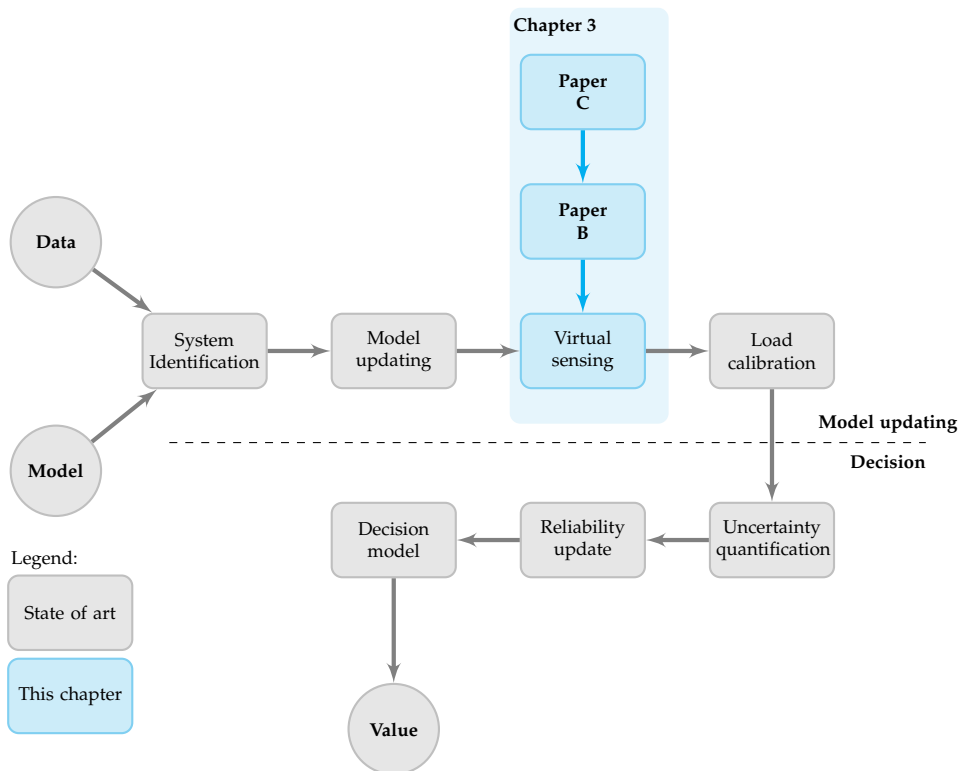 Chapter 3
Paper
C
Paper
B
Data
System
Identification
Model
updating
Virtual
sensing
Load
calibration
Model
Model updating
Decision
Decision
model
Reliability
update
Uncertainty
quantification
Legend:
State of art
This chapter
Value